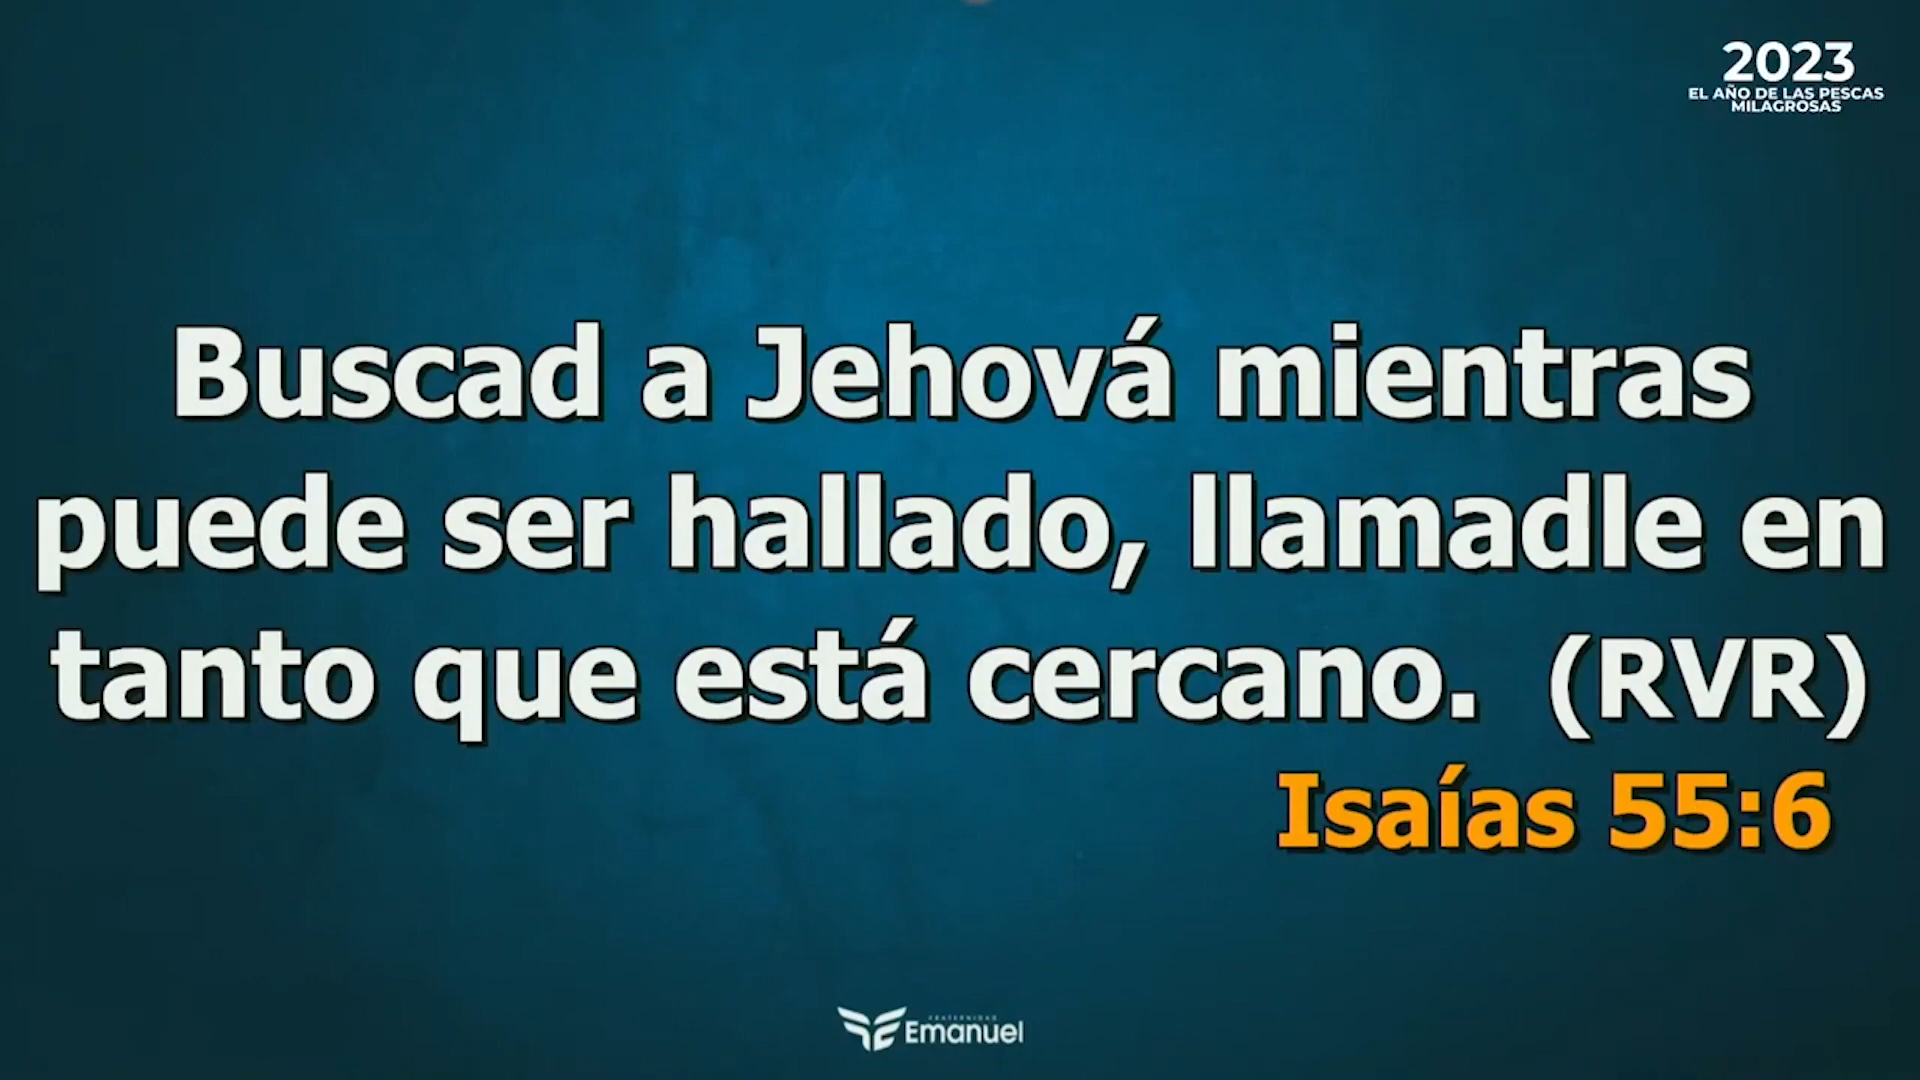 2023
EL AÑO DE LAS PESCAS
MILAGROSAS
Buscad a Jehová mientras
puede ser hallado, llamadle en
tanto que está cercano.  (RVR)
Isaías 55:6
FRATERNIDAD
Emanuel